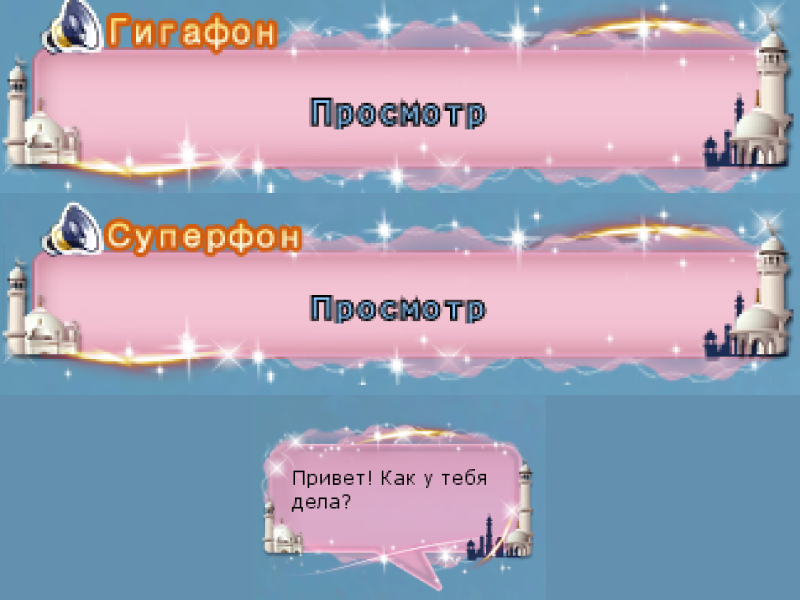 Гигафон
Просмотр
Суперфон
Просмотр
Привет! Как у тебя
дела?